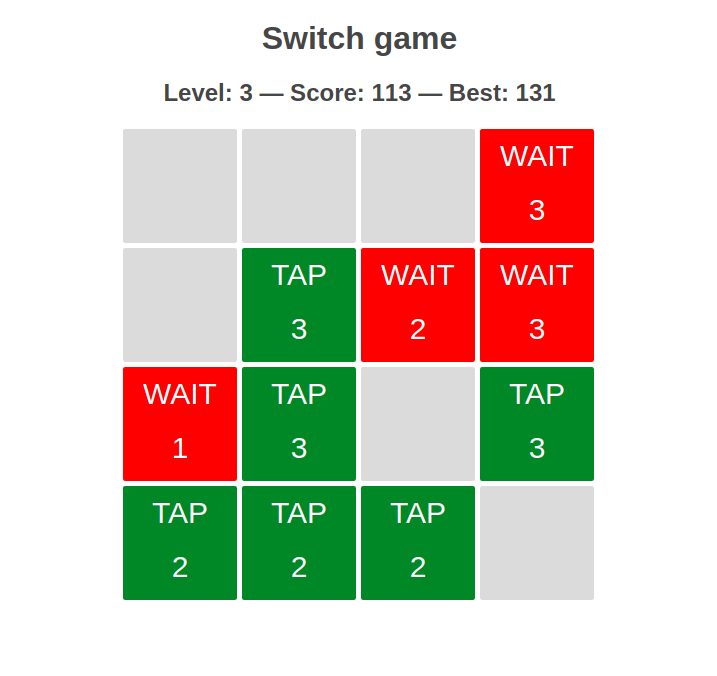 Switch game
Level: 3 — Score: 113 — Best: 131
WAIT
3
TAP
3
WAIT
2
WAIT
3
WAIT
1
TAP
3
TAP
3
TAP
2
TAP
2
TAP
2